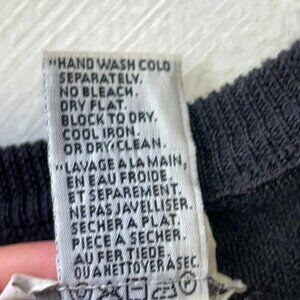 "HAND WASH COLD
SEPARATELY.
NO BLEACH.
DRY FLAT.
BLOCK TO DRY.
COOL IRON.
OR DRY CLEAN.
"LAVAGE A LA MAIN,
EN EAU FROIDE.
ET SEPAREMENT.
NE PAS JAVELLISER.
SECHER A PLAT.
PIECE A SECHER.
AU FER TIEDE.
OU A NETTOYER A SEC.